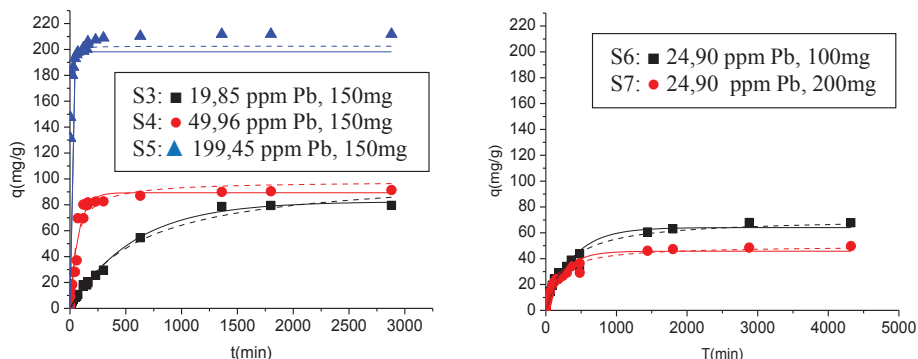 220
200
180
160
140
120
100
80
60
40
20
0
q(mg/g)
S3: 19,85 ppm Pb, 150mg
S4: 49,96 ppm Pb, 150mg
S5: 199,45 ppm Pb, 150mg
0 500 1000 1500 2000 2500 3000
t(min)
220
200
180
160
140
120
100
80
60
40
20
0
q(mg/g)
S6: 24,90 ppm Pb, 100mg
S7: 24,90 ppm Pb, 200mg
0 1000 2000 3000 4000 5000
T(min)